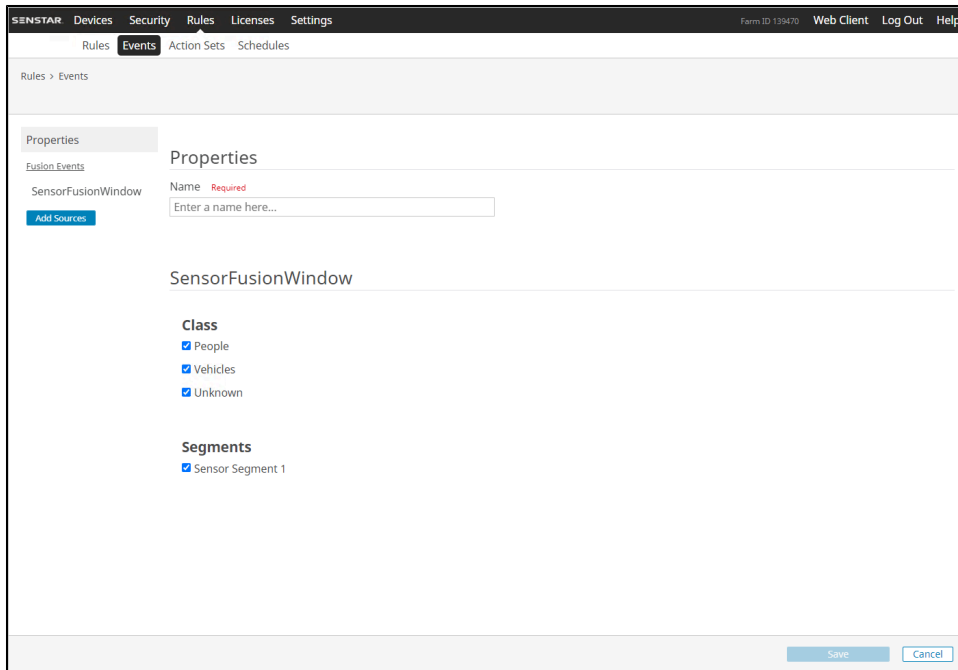 SENSTAR Devices Security Rules Licenses Settings Farm ID 139470 Web Client Log Out Help
Rules Events Action Sets Schedules
Rules > Events
Properties
Fusion Events
SensorFusionWindow
Add Sources
Properties
Name Required
Enter a name here...
SensorFusionWindow
Class
People
Vehicles
Unknown
Segments
Sensor Segment 1
Save Cancel